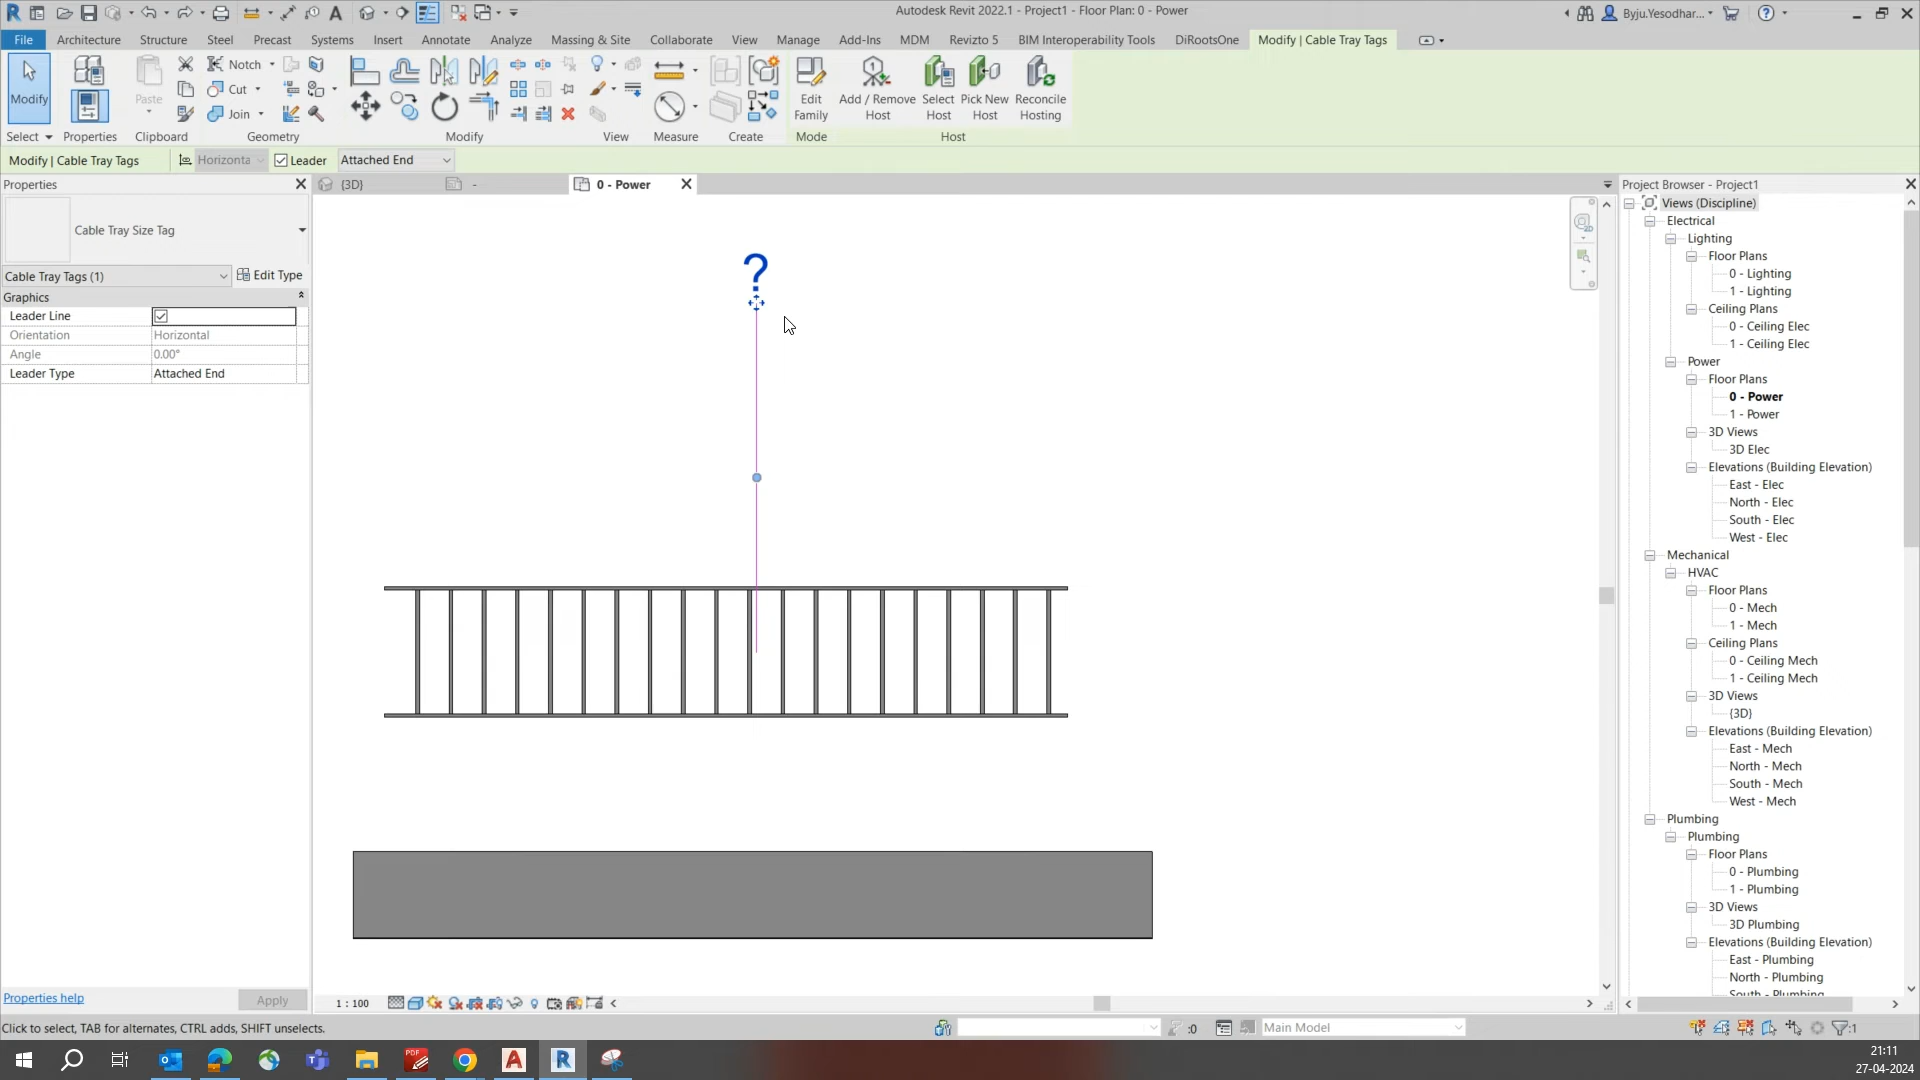 Autodesk Revit 2022.1 - Project1 - Floor Plan: 0 - Power
Byju.Yesodhar...
File Architecture Structure Steel Precast Systems Insert Annotate Analyze Massing & Site Collaborate View Manage Add-Ins MDM Revizto 5 BIM Interoperability Tools DiRootsOne Modify | Cable Tray Tags
Modify
Paste
Notch
Cut
Join
Edit Family
Add / Remove Host
Select Host
Pick New Host
Reconcile Hosting
Select Properties Clipboard Geometry Modify View Measure Create Mode Host
Modify | Cable Tray Tags Horizonta Leader Attached End
Properties
{3D}
-
0 - Power
Project Browser - Project1
Cable Tray Size Tag
Cable Tray Tags (1) Edit Type
Graphics
Leader Line
Orientation Horizontal
Angle 0.00°
Leader Type Attached End
?
Views (Discipline)
Electrical
Lighting
Floor Plans
0 - Lighting
1 - Lighting
Ceiling Plans
0 - Ceiling Elec
1 - Ceiling Elec
Power
Floor Plans
0 - Power
1 - Power
3D Views
3D Elec
Elevations (Building Elevation)
East - Elec
North - Elec
South - Elec
West - Elec
Mechanical
HVAC
Floor Plans
0 - Mech
1 - Mech
Ceiling Plans
0 - Ceiling Mech
1 - Ceiling Mech
3D Views
{3D}
Elevations (Building Elevation)
East - Mech
North - Mech
South - Mech
West - Mech
Plumbing
Plumbing
Floor Plans
0 - Plumbing
1 - Plumbing
3D Views
3D Plumbing
Elevations (Building Elevation)
East - Plumbing
North - Plumbing
South - Plumbing
Properties help Apply
1 : 100
Click to select, TAB for alternates, CTRL adds, SHIFT unselects.
:0
Main Model
:1
21:11
27-04-2024